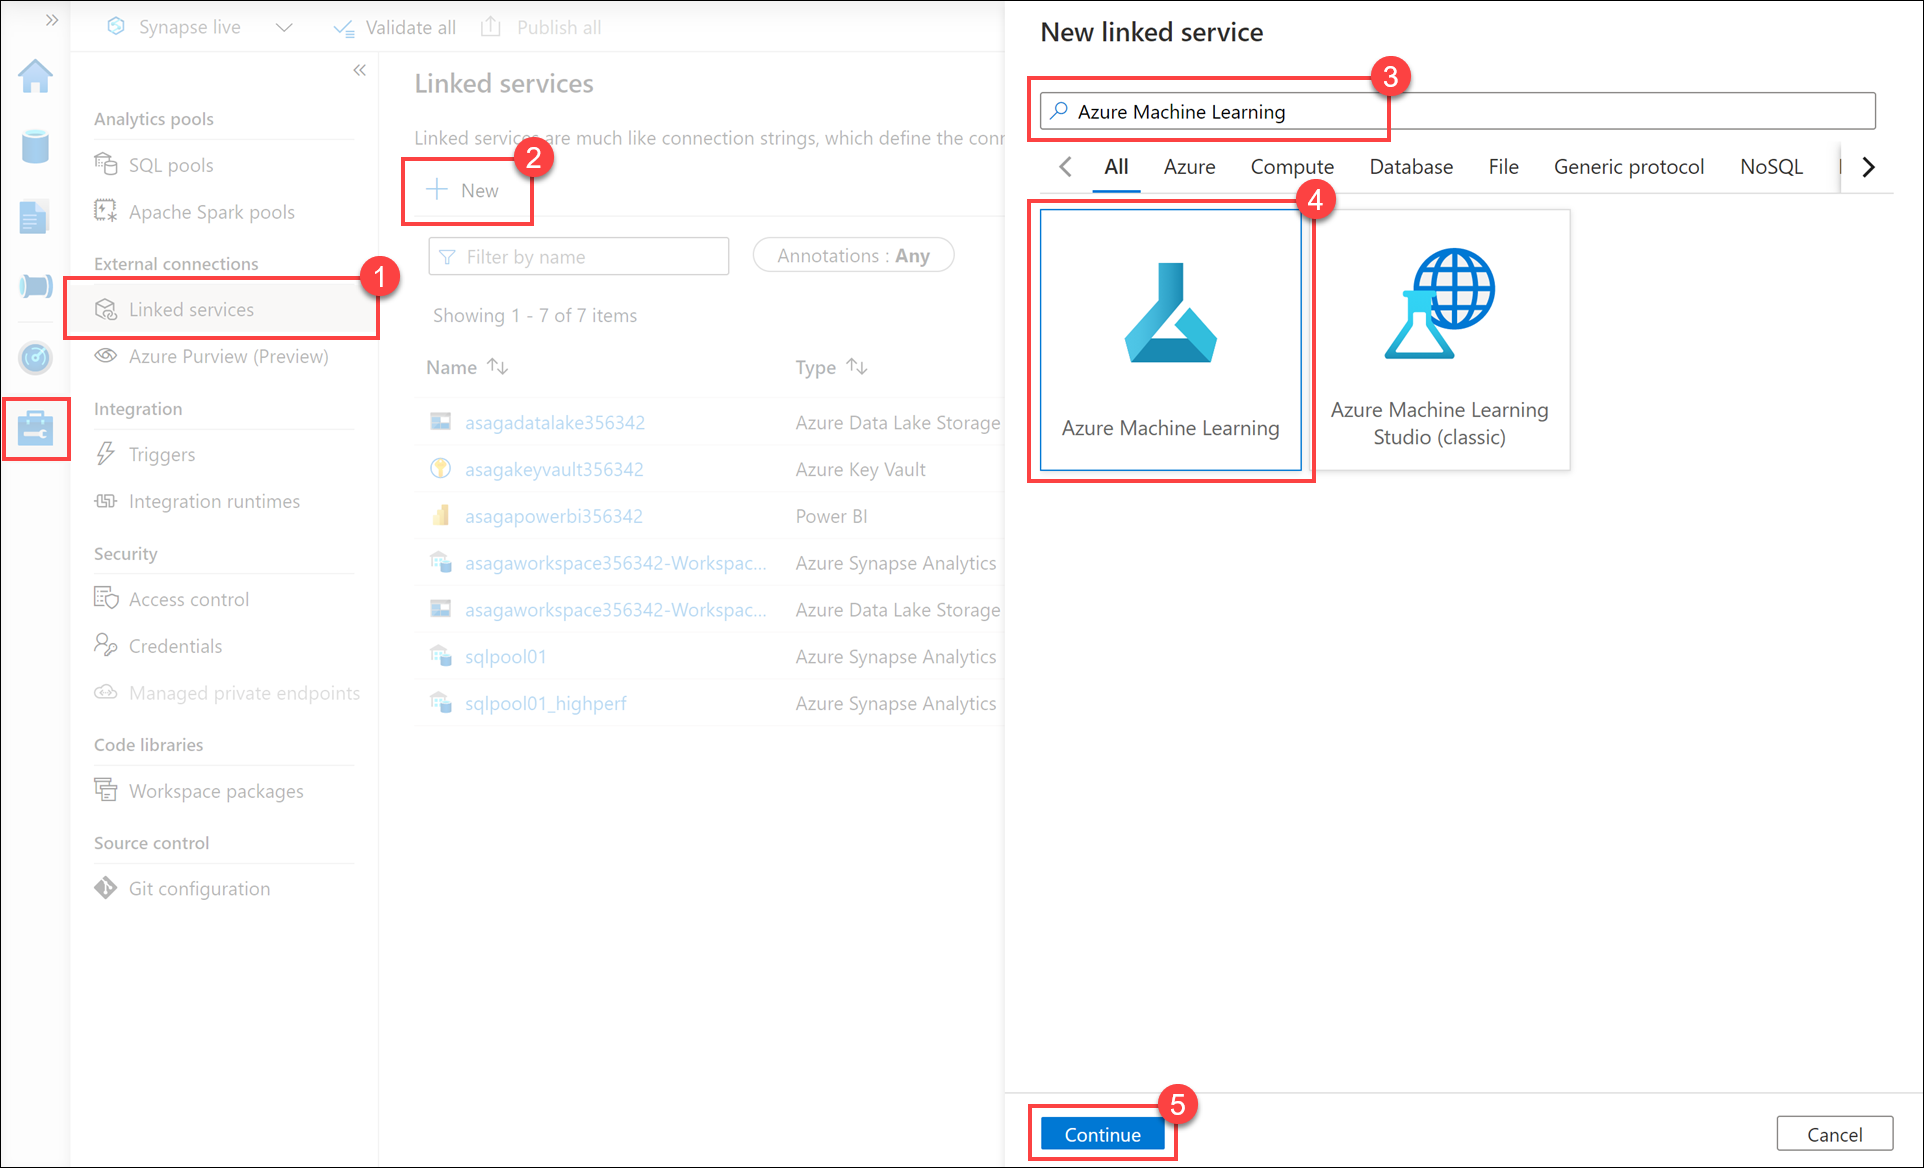 Synapse live
Validate all
Publish all
Analytics pools
SQL pools
Apache Spark pools
External connections
1
Linked services
Azure Purview (Preview)
Integration
Triggers
Integration runtimes
Security
Access control
Credentials
Managed private endpoints
Code libraries
Workspace packages
Source control
Git configuration
Linked services
Linked services are much like connection strings, which define the conn
2
New
Filter by name
Annotations : Any
Showing 1 - 7 of 7 items
Name Type
asagadatalake356342 Azure Data Lake Storage
asagakeyvault356342 Azure Key Vault
asagapowerbi356342 Power BI
asagaworkspace356342-Workspac... Azure Synapse Analytics
asagaworkspace356342-Workspac... Azure Data Lake Storage
sqlpool01 Azure Synapse Analytics
sqlpool01_highperf Azure Synapse Analytics
New linked service
3
Azure Machine Learning
All Azure Compute Database File Generic protocol NoSQL
4
Azure Machine Learning
Azure Machine Learning
Studio (classic)
5
Continue
Cancel